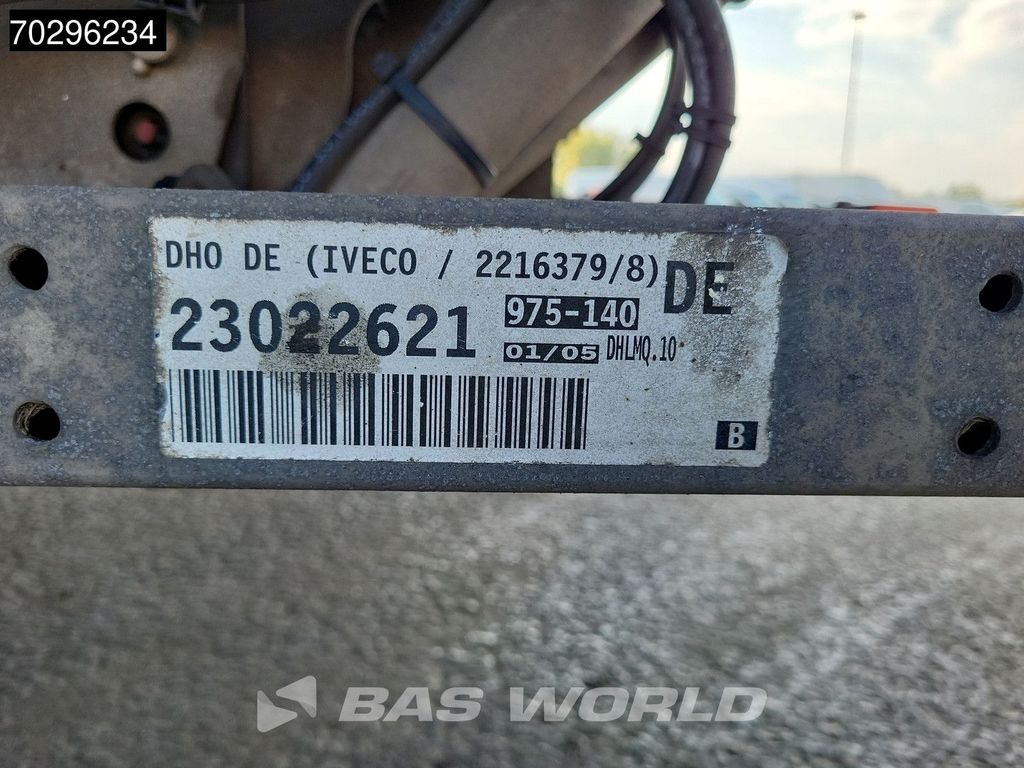 70296234
DHO DE (IVECO / 2216379/8)
DE
23022621
975-140
01/05 DHLMQ.10
B
BAS WORLD